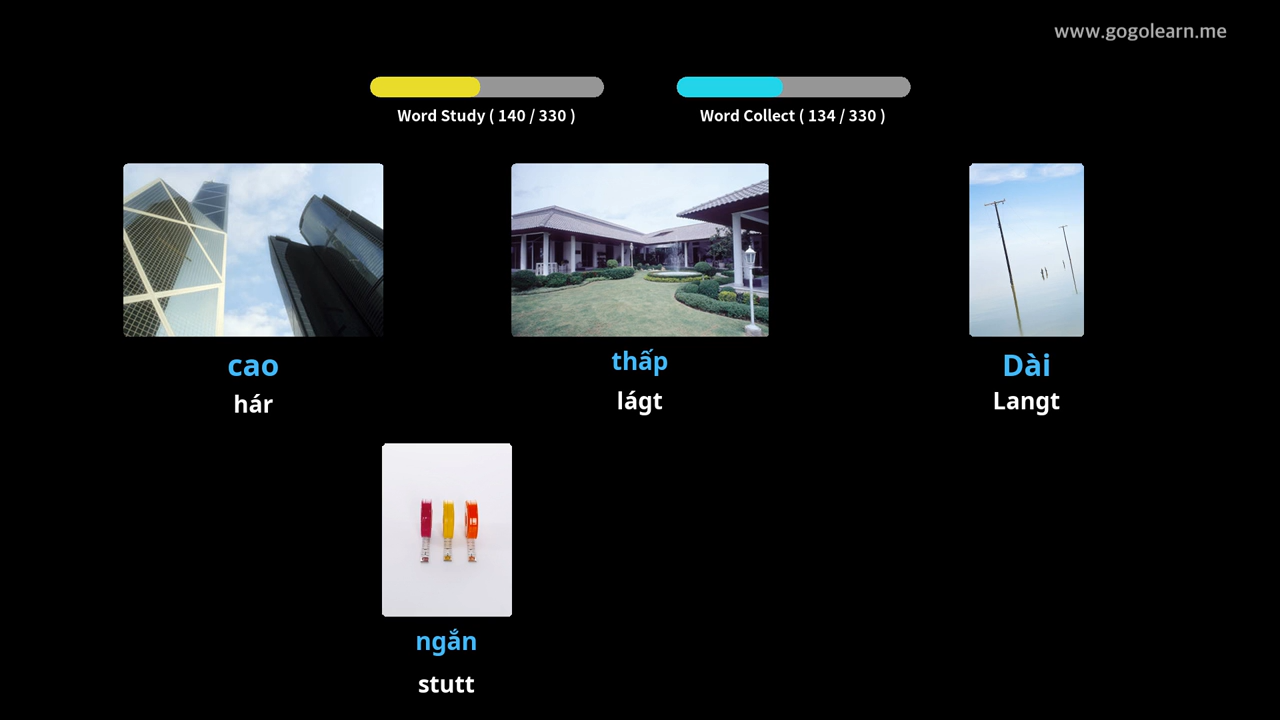 www.gogolearn.me
Word Study ( 140 / 330 )
Word Collect ( 134 / 330 )
cao
thấp
Dài
hár
lágt
Langt
ngắn
stutt